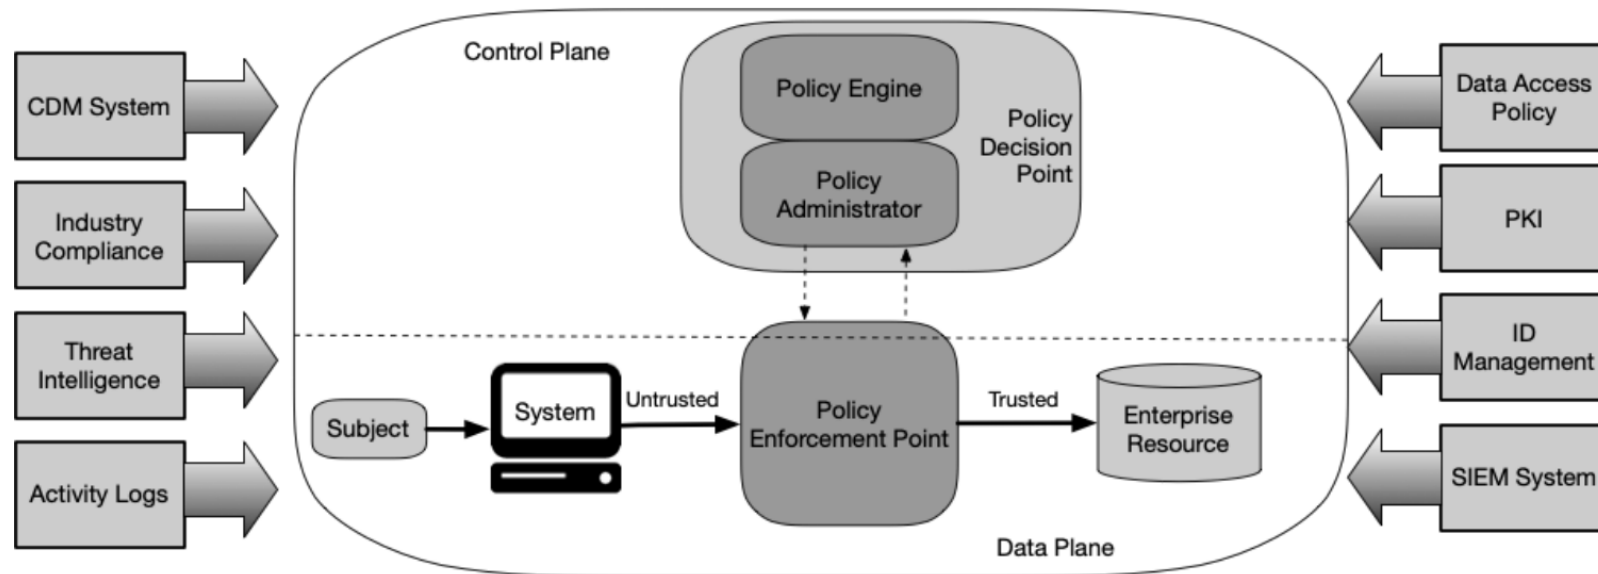 Control Plane
Policy Engine
Policy
Administrator
Policy
Decision
Point
CDM System
Industry
Compliance
Threat
Intelligence
Activity Logs
Data Access
Policy
PKI
ID
Management
SIEM System
Subject
System
Untrusted
Policy
Enforcement Point
Trusted
Enterprise
Resource
Data Plane